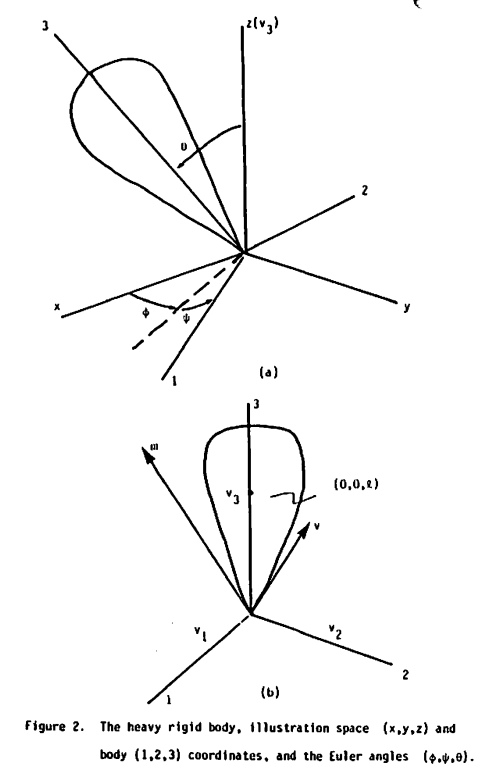 3
z(v₃)
θ
2
x
φ
ψ
y
1
(a)
3
m
v₃
(0,0,ℓ)
v
v₁
v₂
1
(b)
2
Figure 2. The heavy rigid body, illustration space (x,y,z) and
body (1,2,3) coordinates, and the Euler angles (φ,ψ,θ).